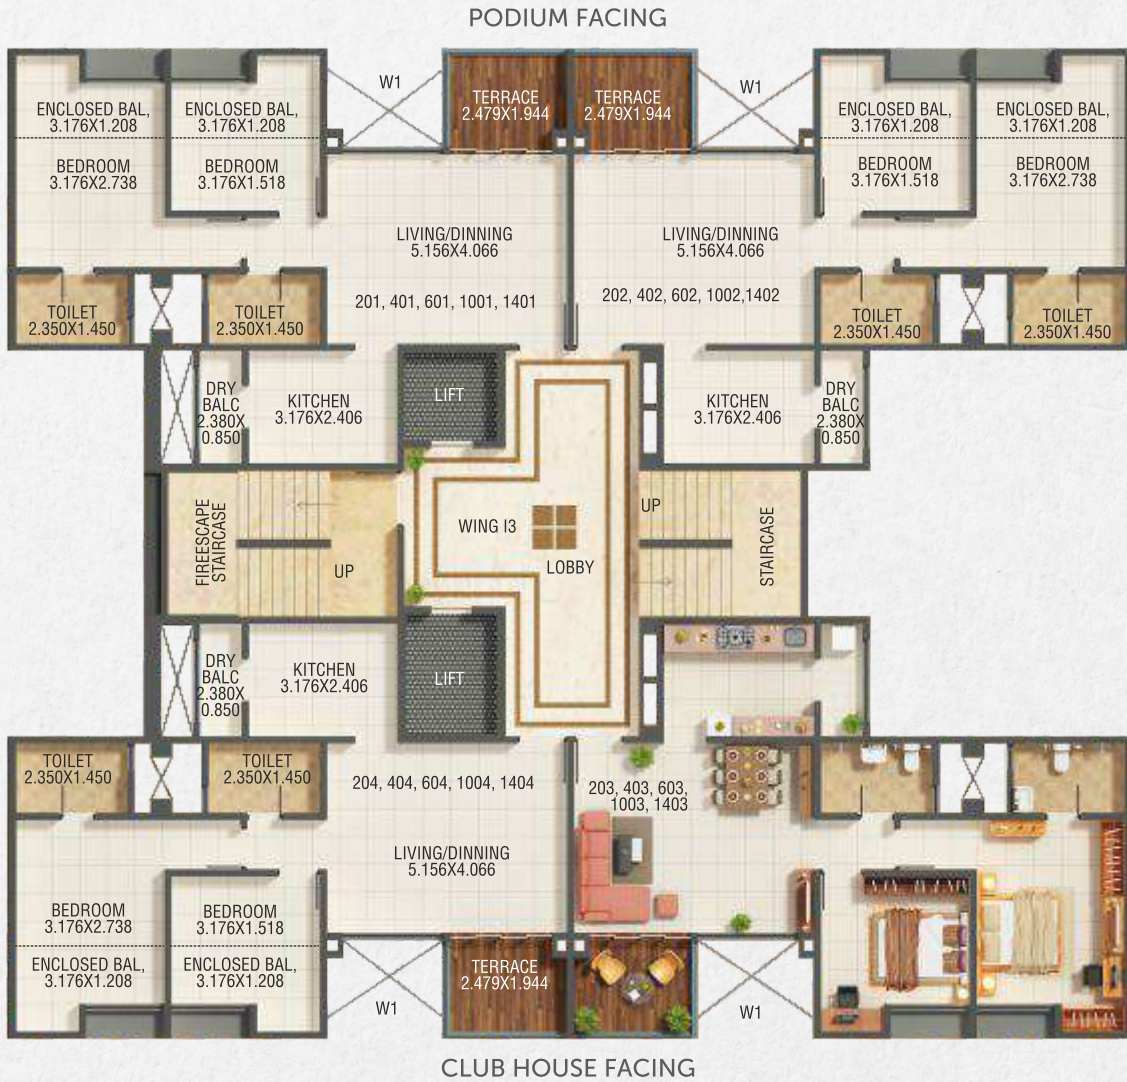 PODIUM FACING
W1
W1
TERRACE
2.479X1.944
TERRACE
2.479X1.944
ENCLOSED BAL,
3.176X1.208
ENCLOSED BAL,
3.176X1.208
ENCLOSED BAL,
3.176X1.208
ENCLOSED BAL,
3.176X1.208
BEDROOM
3.176X2.738
BEDROOM
3.176X1.518
BEDROOM
3.176X1.518
BEDROOM
3.176X2.738
LIVING/DINNING
5.156X4.066
LIVING/DINNING
5.156X4.066
201, 401, 601, 1001, 1401
202, 402, 602, 1002,1402
TOILET
2.350X1.450
TOILET
2.350X1.450
TOILET
2.350X1.450
TOILET
2.350X1.450
DRY
BALC
2.380X
0.850
KITCHEN
3.176X2.406
LIFT
KITCHEN
3.176X2.406
DRY
BALC
2.380X
0.850
FIREESCAPE
STAIRCASE
UP
WING I3
LOBBY
UP
STAIRCASE
DRY
BALC
2.380X
0.850
KITCHEN
3.176X2.406
LIFT
TOILET
2.350X1.450
TOILET
2.350X1.450
204, 404, 604, 1004, 1404
203, 403, 603,
1003, 1403
LIVING/DINNING
5.156X4.066
BEDROOM
3.176X2.738
BEDROOM
3.176X1.518
ENCLOSED BAL,
3.176X1.208
ENCLOSED BAL,
3.176X1.208
TERRACE
2.479X1.944
W1
W1
CLUB HOUSE FACING